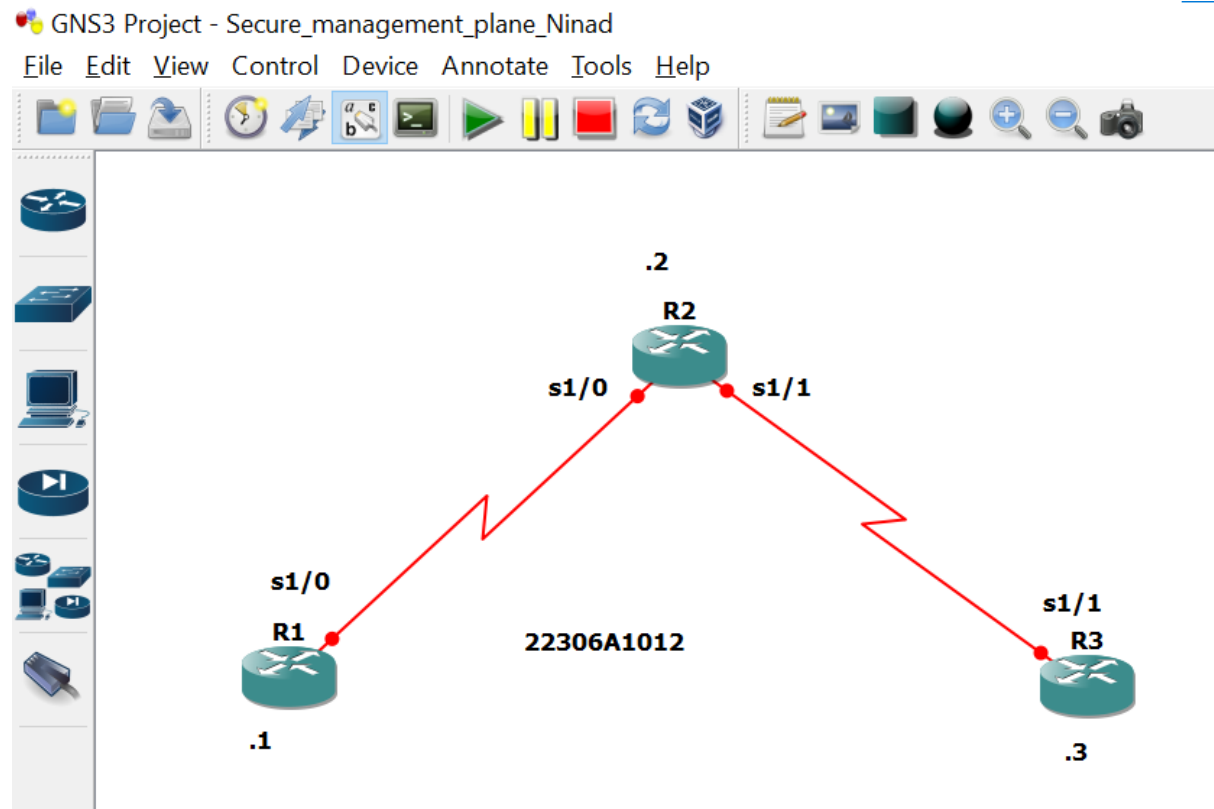 GNS3 Project - Secure_management_plane_Ninad
File Edit View Control Device Annotate Tools Help
.2
R2
s1/0 s1/1
s1/0
s1/1
R1 22306A1012 R3
.1
.3